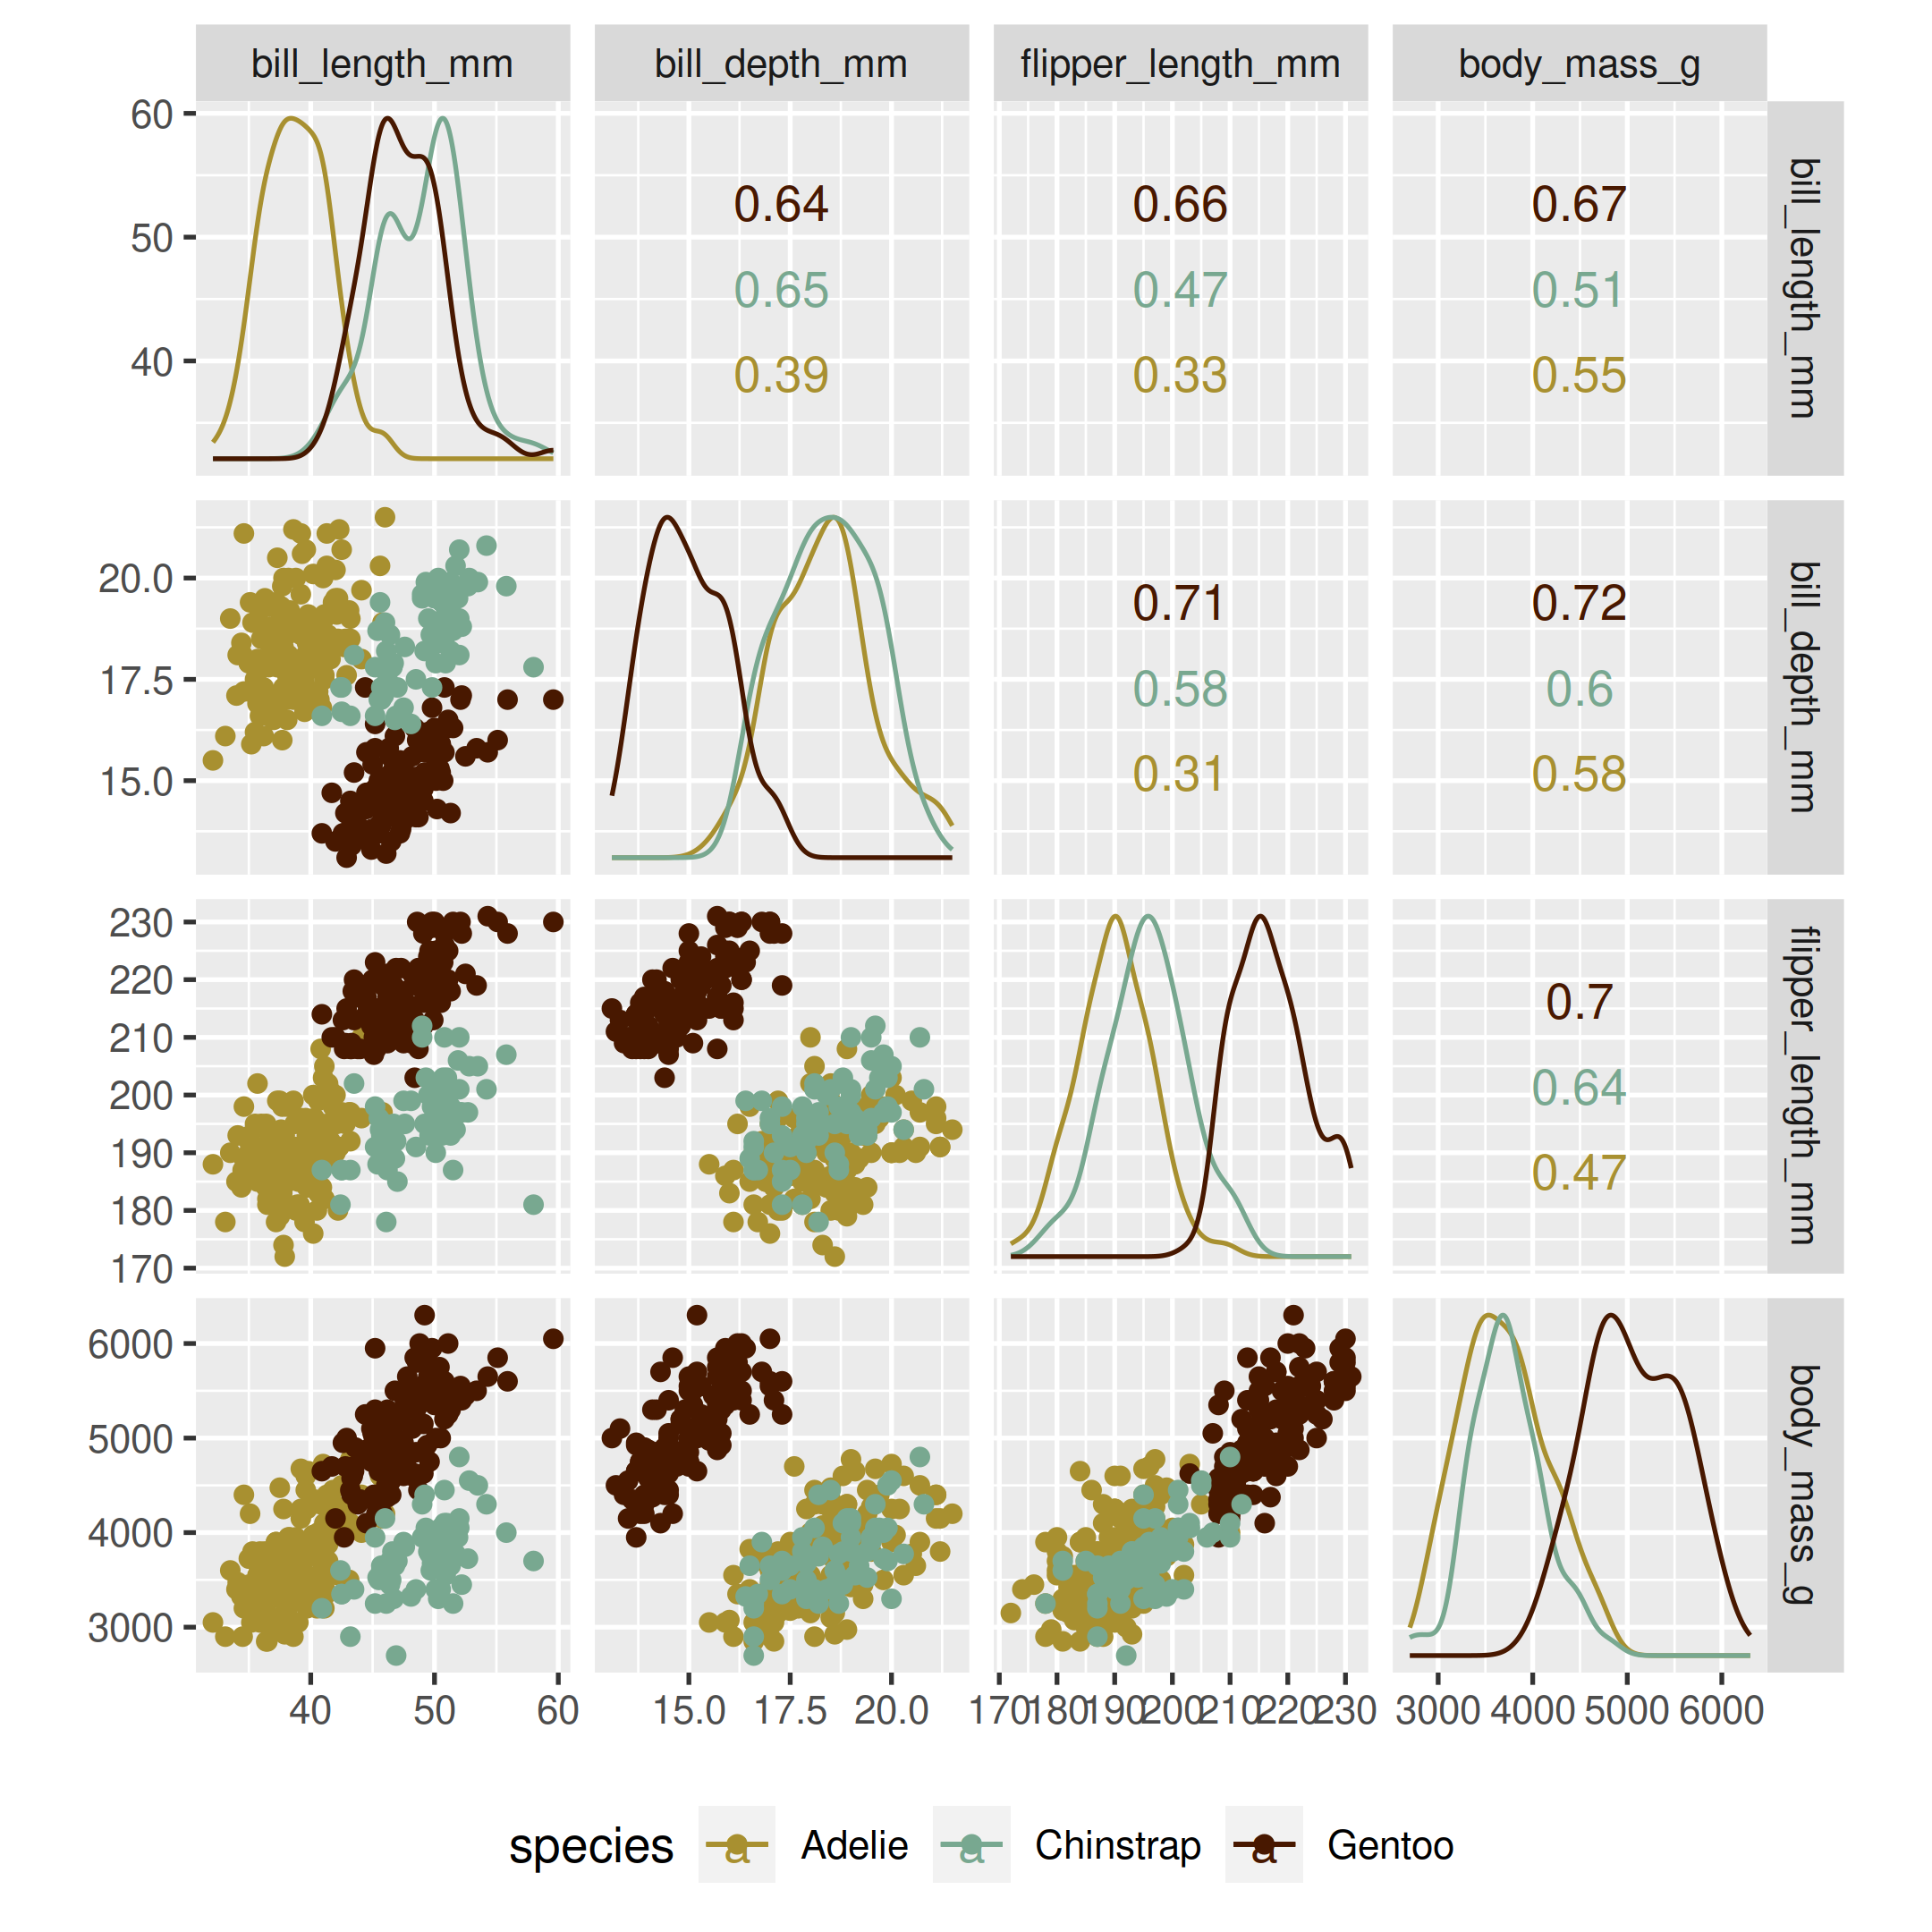 bill_length_mm bill_depth_mm flipper_length_mm body_mass_g
60
50
40
0.64 0.66 0.67
0.65 0.47 0.51
0.39 0.33 0.55
bill_length_mm
20.0
17.5
15.0
0.71 0.72
0.58 0.6
0.31 0.58
bill_depth_mm
230
220
210
200
190
180
170
0.7
0.64
0.47
flipper_length_mm
6000
5000
4000
3000
body_mass_g
40 50 60 15.0 17.5 20.0 170 180 190 200 210 220 230 3000 4000 5000 6000
species a Adelie a Chinstrap a Gentoo